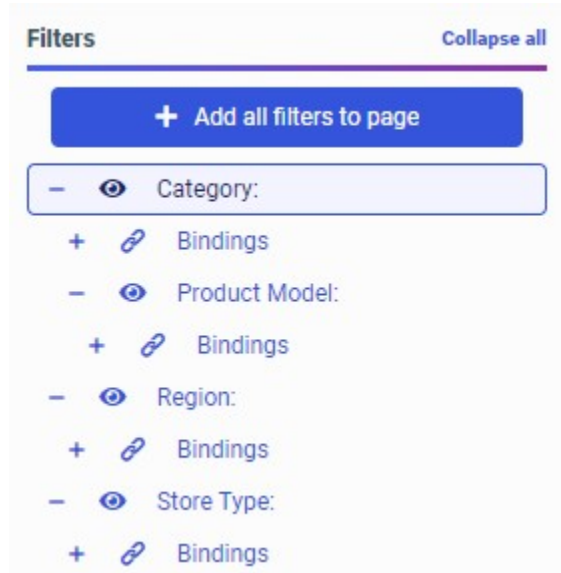 Filters Collapse all
+ Add all filters to page
Category:
Bindings
Product Model:
Bindings
Region:
Bindings
Store Type:
Bindings